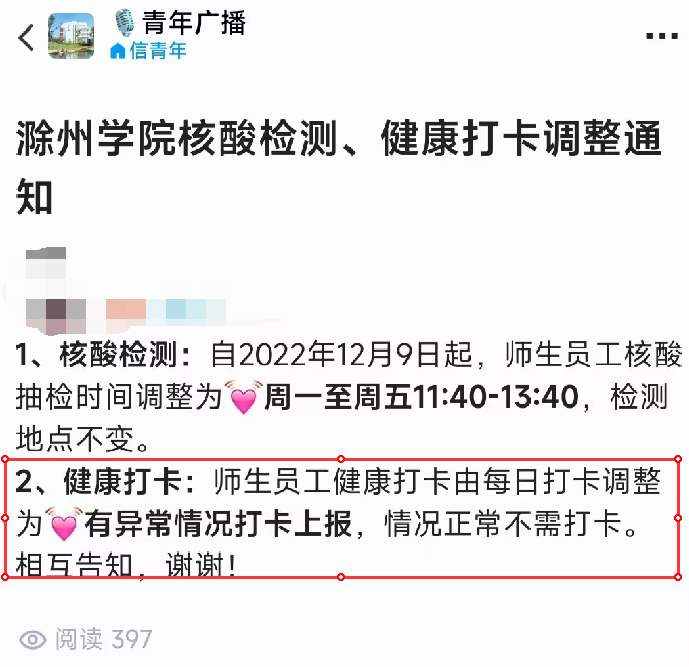 青年广播
信青年
滁州学院核酸检测、健康打卡调整通
知
1、核酸检测：自2022年12月9日起，师生员工核酸
抽检时间调整为💓周一至周五11:40-13:40，检测
地点不变。
2、健康打卡：师生员工健康打卡由每日打卡调整
为💓有异常情况打卡上报，情况正常不需打卡。
相互告知，谢谢！
阅读 397